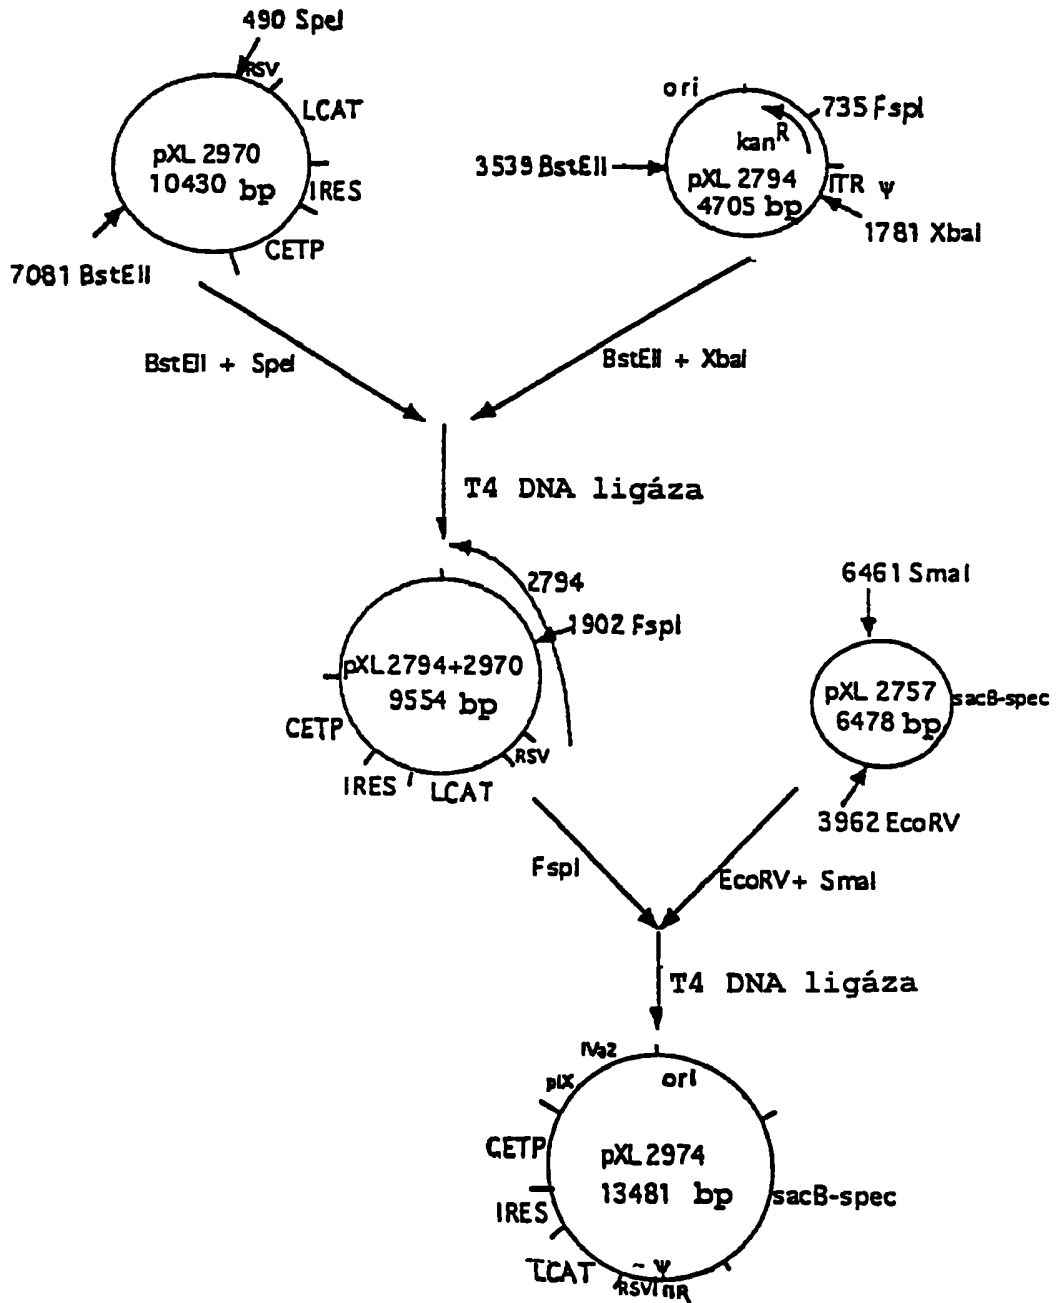 490 SpeI
RSV
LCAT
pXL 2970
10430 bp
IRES
CETP
7081 BstEII
ori
735 FspI
kanR
3539 BstEII
pXL 2794
4705 bp
ITR Ψ
1781 XbaI
BstEII + SpeI
BstEII + XbaI
T4 DNA ligáza
2794
1902 FspI
pXL2794+2970
9554 bp
CETP
IRES
LCAT
RSV
6461 SmaI
pXL 2757
6478 bp
sacB-spec
3962 EcoRV
FspI
EcoRV+ SmaI
T4 DNA ligáza
IVa2
pIX
ori
CETP
pXL2974
13481 bp
sacB-spec
IRES
LCAT
~ Ψ
RSV ITR